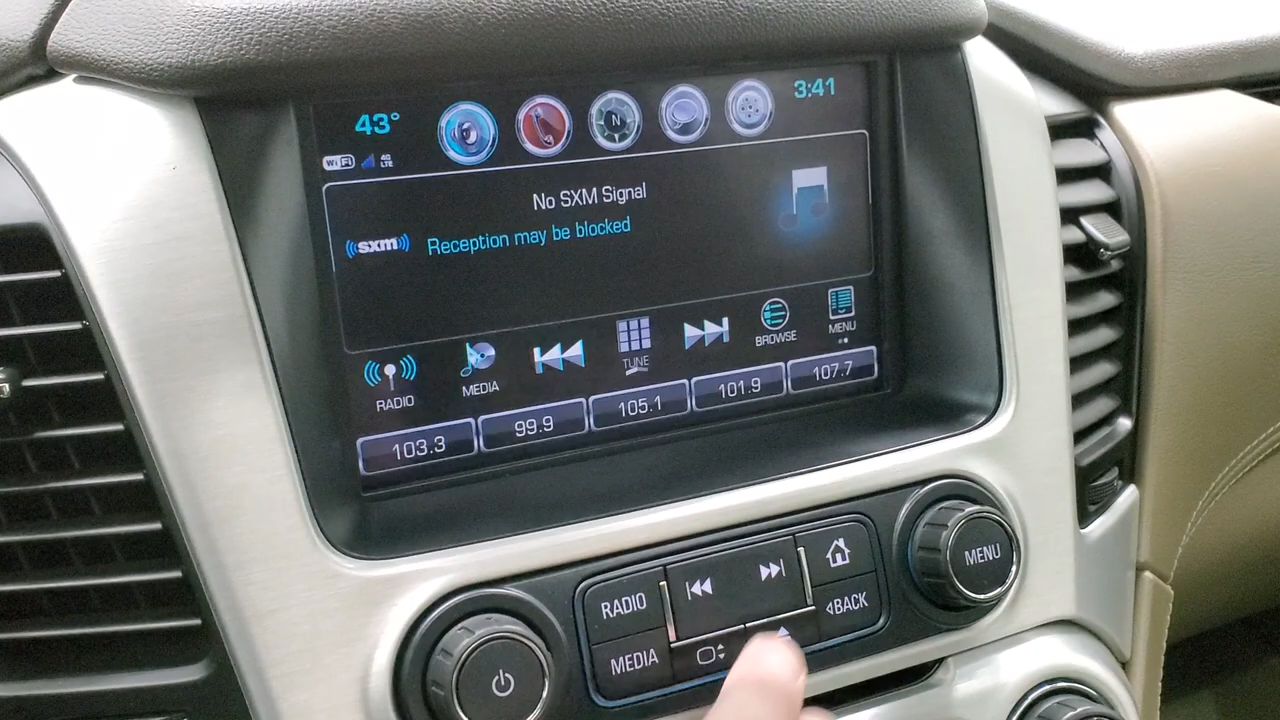 43°
N
3:41
WiFi
4G
LTE
No SXM Signal
((sxm))
Reception may be blocked
RADIO
MEDIA
TUNE
BROWSE
MENU
103.3
99.9
105.1
101.9
107.7
RADIO
MEDIA
BACK
MENU